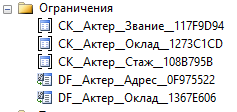 Ограничения
CK__Актер__Звание__117F9D94
CK__Актер__Оклад__1273C1CD
CK__Актер__Стаж__108B795B
DF__Актер__Адрес__0F975522
DF__Актер__Оклад__1367E606